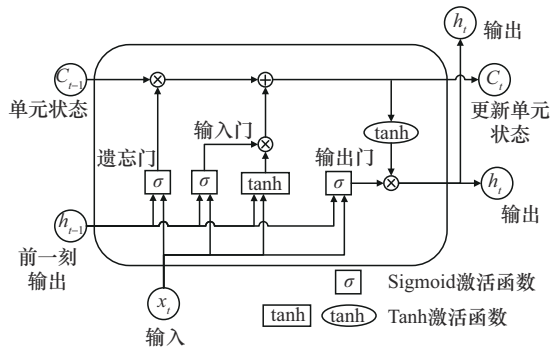 h_t 输出
C_{t-1}
单元状态
C_t
更新单元
状态
输入门
遗忘门
输出门
tanh
σ
σ
tanh
σ
h_t
输出
h_{t-1}
前一刻
输出
x_t
输入
σ Sigmoid激活函数
tanh tanh Tanh激活函数